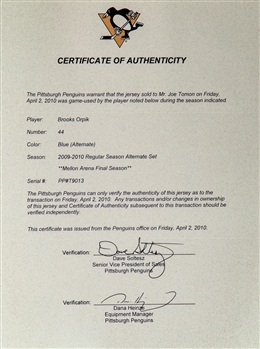 CERTIFICATE OF AUTHENTICITY
The Pittsburgh Penguins warrant that the jersey sold to Mr. Joe Tomon on Friday,
April 2, 2010 was game-used by the player noted below during the season indicated.
Player: Brooks Orpik
Number: 44
Color: Blue (Alternate)
Season: 2009-2010 Regular Season Alternate Set
**Mellon Arena Final Season**
Serial #: PP#T9013
The Pittsburgh Penguins can only verify the authenticity of this jersey as to the
transaction on Friday, April 2, 2010. Any transactions and/or changes in ownership
of this jersey and Certificate of Authenticity subsequent to this transaction should be
verified independently.
This certificate was issued from the Penguins office on Friday, April 2, 2010.
Verification:
Dave Soltesz
Senior Vice President of Sales
Pittsburgh Penguins
Verification:
Dana Heinze
Equipment Manager
Pittsburgh Penguins